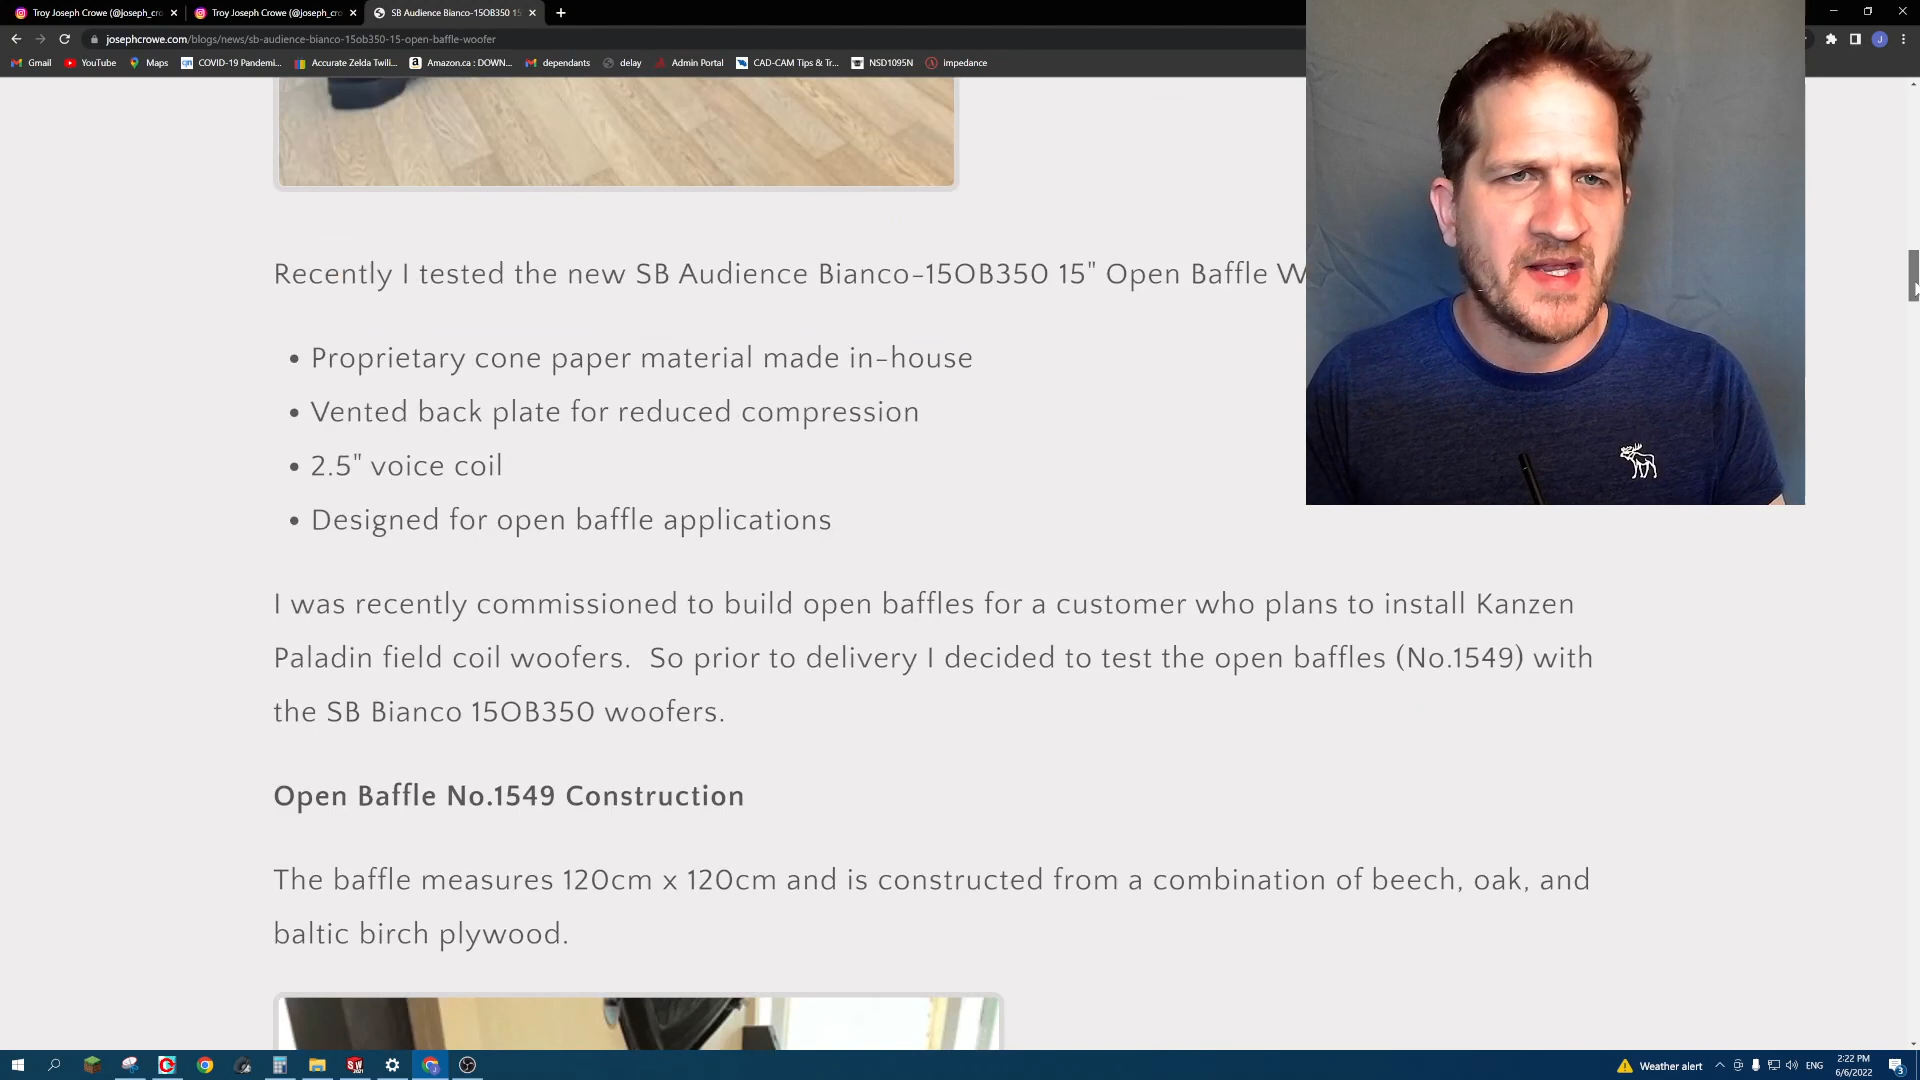 Troy Joseph Crowe (@joseph_cro
Troy Joseph Crowe (@joseph_cro
SB Audience Bianco-15OB350 15
josephcrowe.com/blogs/news/sb-audience-bianco-15ob350-15-open-baffle-woofer
Gmail YouTube Maps COVID-19 Pandemi... Accurate Zelda Twili... Amazon.ca : DOWN... dependants delay Admin Portal CAD-CAM Tips & Tr... NSD1095N impedance
Recently I tested the new SB Audience Bianco-15OB350 15" Open Baffle W
• Proprietary cone paper material made in-house
• Vented back plate for reduced compression
• 2.5" voice coil
• Designed for open baffle applications
I was recently commissioned to build open baffles for a customer who plans to install Kanzen
Paladin field coil woofers. So prior to delivery I decided to test the open baffles (No.1549) with
the SB Bianco 15OB350 woofers.
Open Baffle No.1549 Construction
The baffle measures 120cm x 120cm and is constructed from a combination of beech, oak, and
baltic birch plywood.
Weather alert
ENG
2:22 PM
6/6/2022
3